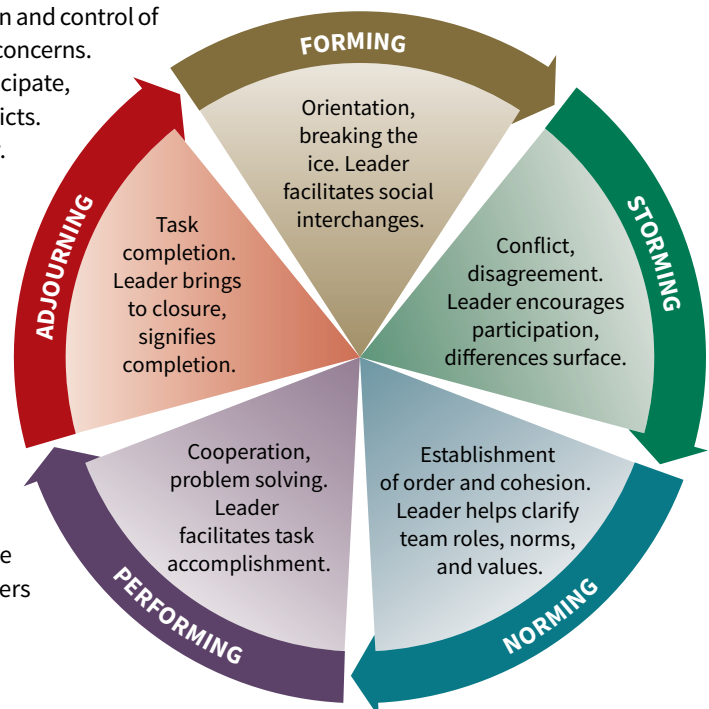 n and control of
concerns.
cipate,
icts.
FORMING
Orientation,
breaking the
ice. Leader
facilitates social
interchanges.
STORMING
Conflict,
disagreement.
Leader encourages
participation,
differences surface.
NORMING
Establishment
of order and cohesion.
Leader helps clarify
team roles, norms,
and values.
PERFORMING
Cooperation,
problem solving.
Leader
facilitates task
accomplishment.
ADJOURNING
Task
completion.
Leader brings
to closure,
signifies
completion.
e
ers